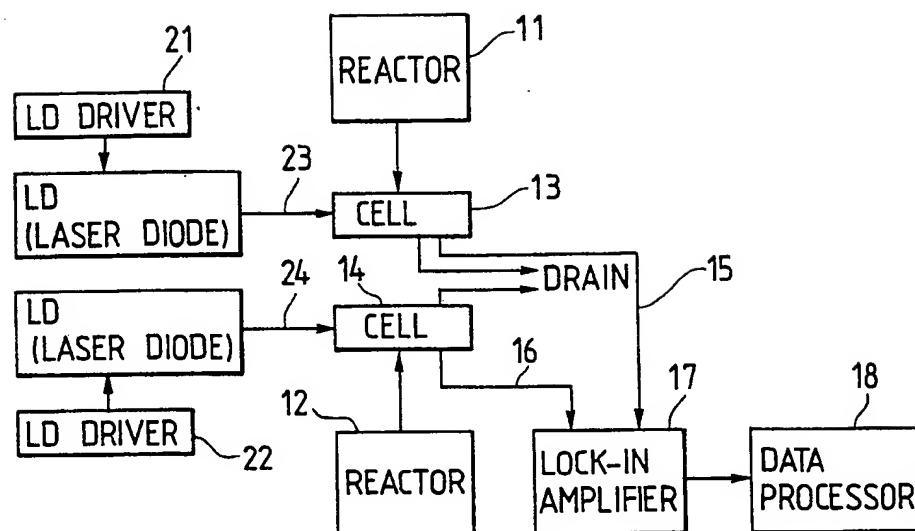 21
LD DRIVER
11
REACTOR
LD
(LASER DIODE)
23
CELL
13
DRAIN
15
14
24
CELL
LD
(LASER DIODE)
16
LD DRIVER
22
12
REACTOR
17
LOCK-IN
AMPLIFIER
18
DATA
PROCESSOR